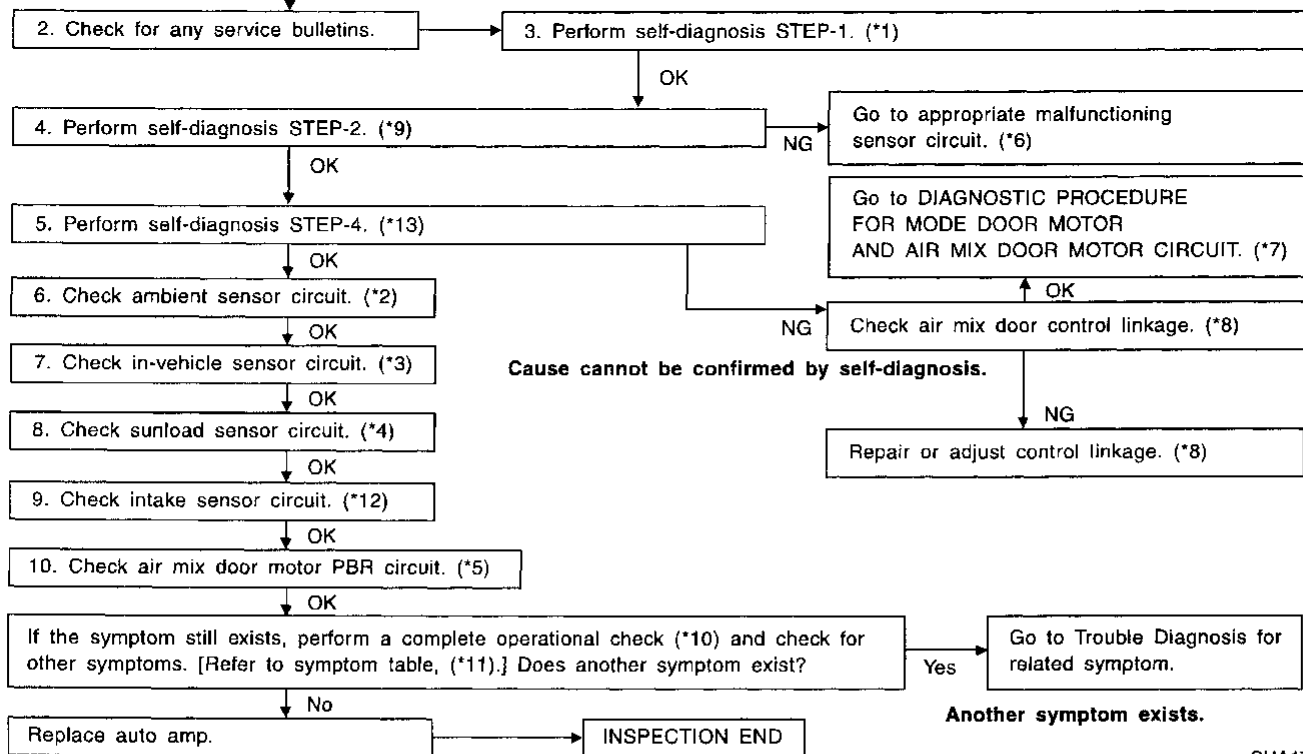 2. Check for any service bulletins.
3. Perform self-diagnosis STEP-1. (*1)
OK
4. Perform self-diagnosis STEP-2. (*9)
NG
Go to appropriate malfunctioning
sensor circuit. (*6)
OK
5. Perform self-diagnosis STEP-4. (*13)
Go to DIAGNOSTIC PROCEDURE
FOR MODE DOOR MOTOR
AND AIR MIX DOOR MOTOR CIRCUIT. (*7)
OK
OK
6. Check ambient sensor circuit. (*2)
NG
Check air mix door control linkage. (*8)
OK
7. Check in-vehicle sensor circuit. (*3)
Cause cannot be confirmed by self-diagnosis.
OK
NG
8. Check sunload sensor circuit. (*4)
Repair or adjust control linkage. (*8)
OK
9. Check intake sensor circuit. (*12)
OK
10. Check air mix door motor PBR circuit. (*5)
OK
If the symptom still exists, perform a complete operational check (*10) and check for
other symptoms. [Refer to symptom table, (*11).] Does another symptom exist?
Yes
Go to Trouble Diagnosis for
related symptom.
No
Another symptom exists.
Replace auto amp.
INSPECTION END